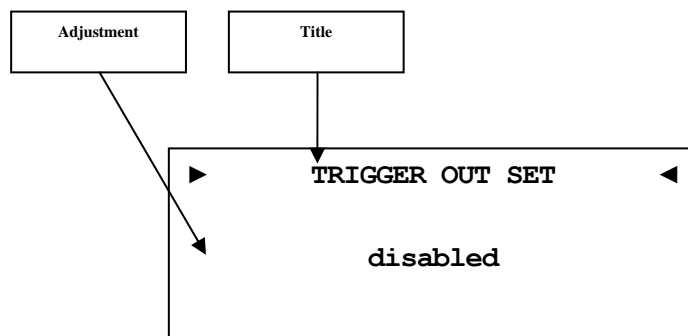 Adjustment
Title
► TRIGGER OUT SET ◄
disabled